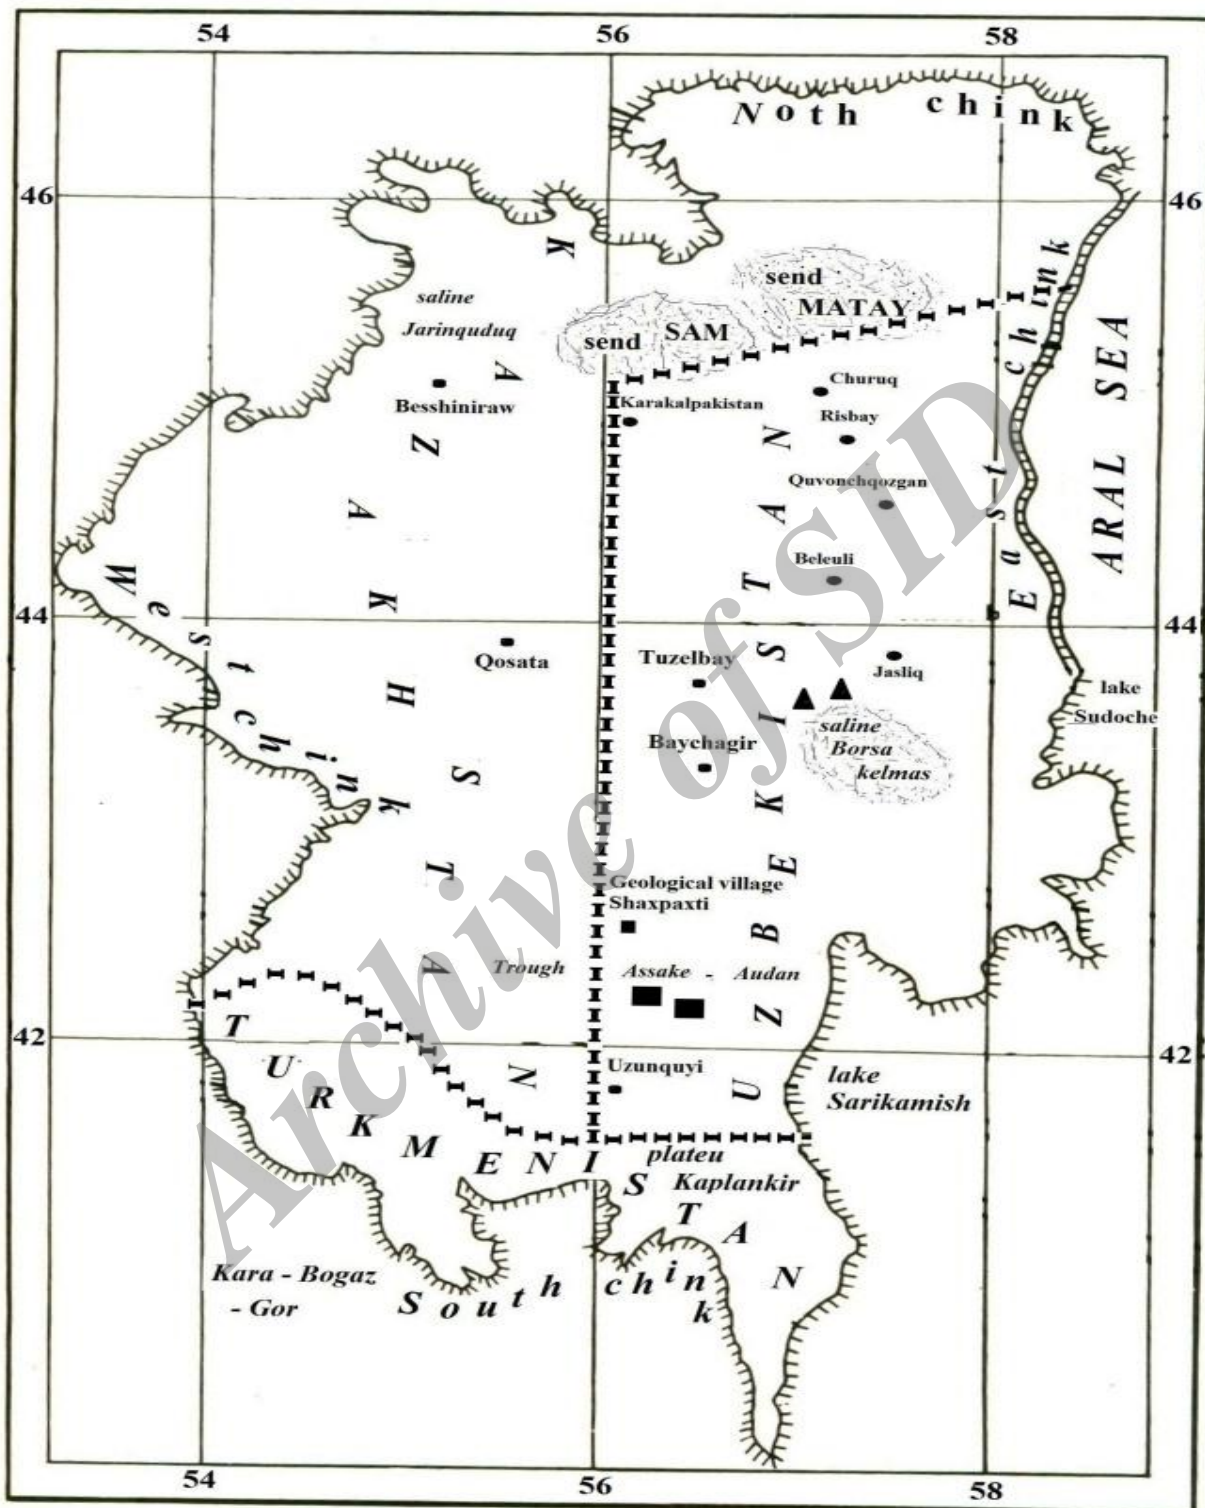 54 56 58
Noth chink
46 46
send
MATAY
saline
Jarinquduq
send SAM
Churuq
Karakalpakistan
Besshiniraw
Risbay
Quvonchqozgan
Beleuli
East chink
ARAL SEA
West chink
44 44
Qosata
Tuzelbay
Jasliq
lake
Sudoche
saline
Borsa
kelmas
Baychagir
KAZAKHSTAN
UZBEKISTAN
Geological village
Shaxpaxti
Trough Assake - Audan
42 42
Uzunquyi
lake
Sarikamish
TURKMENISTAN
plateu
Kaplankir
Kara - Bogaz
- Gor
South chink
54 56 58
Archive of SID